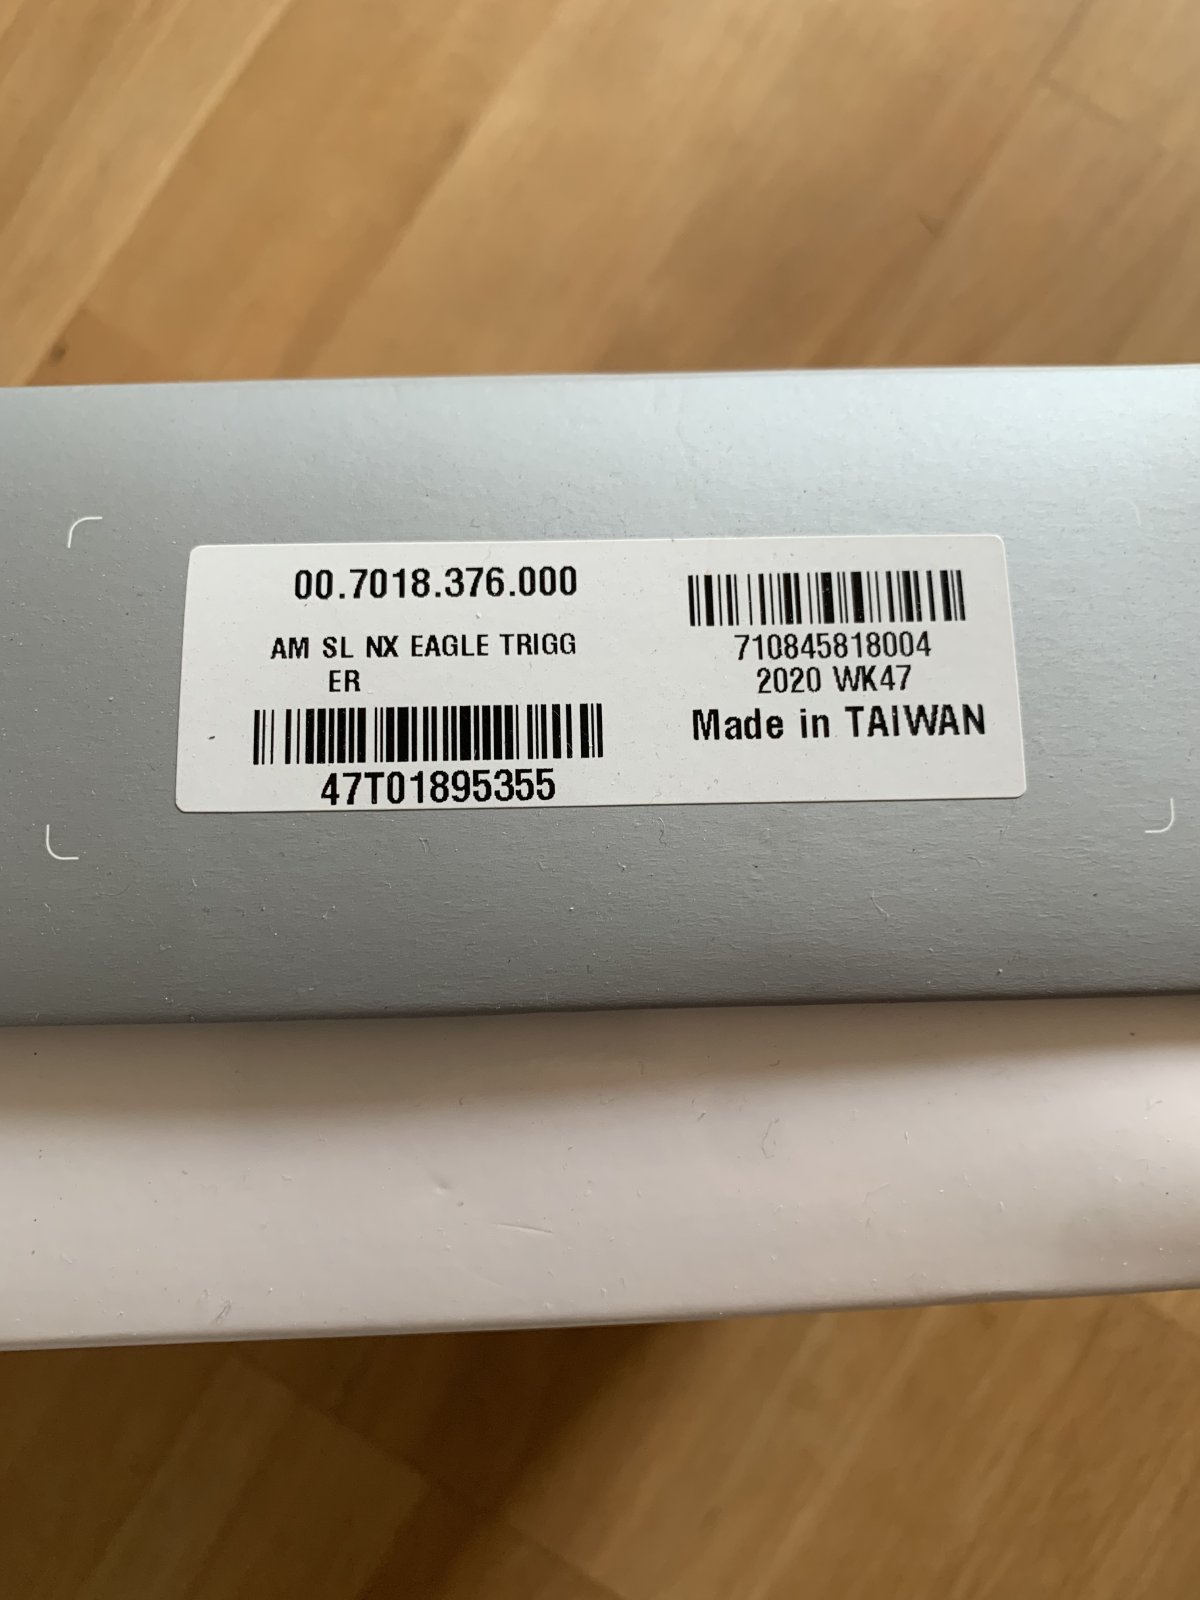 00.7018.376.000
AM SL NX EAGLE TRIGG
ER
47T01895355
710845818004
2020 WK47
Made in TAIWAN